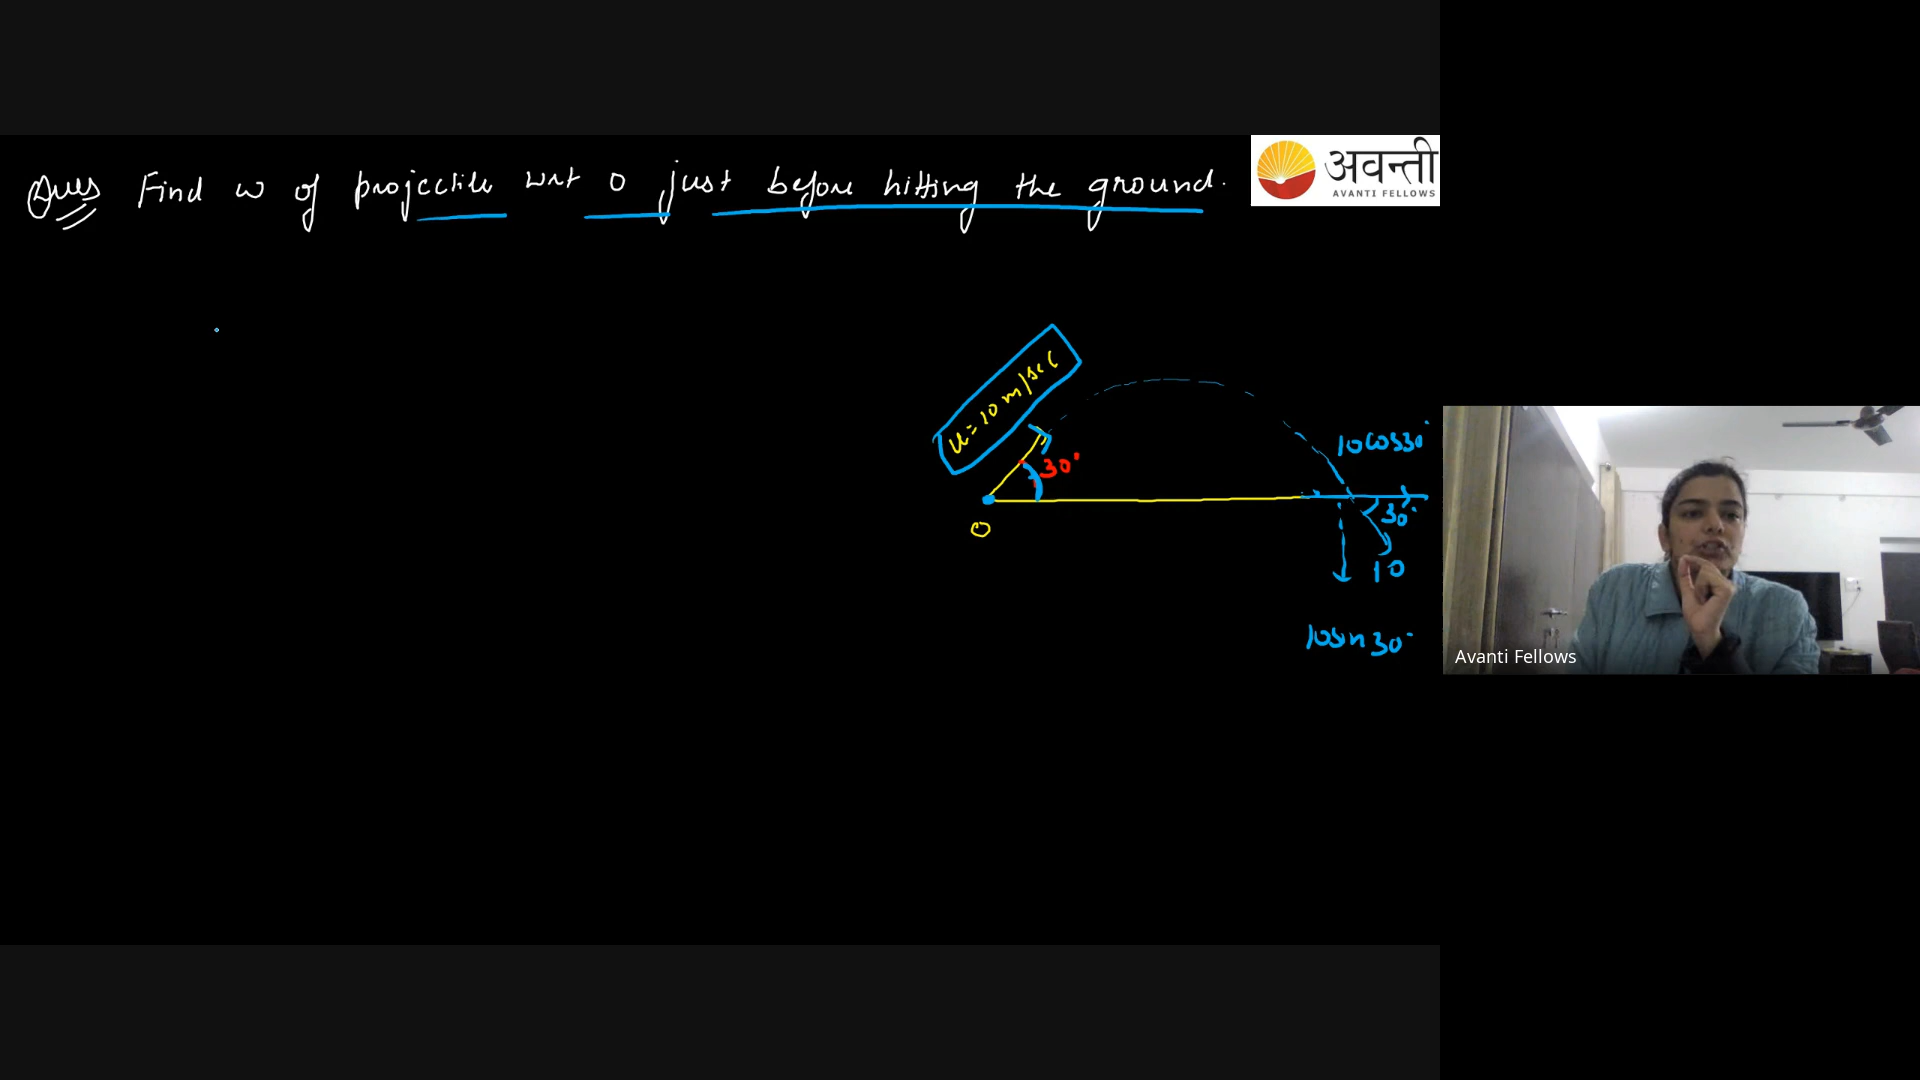 Ques Find w of projectile wrt O just before hitting the ground.
अवन्ती
AVANTI FELLOWS
u = 10 m/sec
30°
10cos30°
O
30°
10
10sin30°
Avanti Fellows